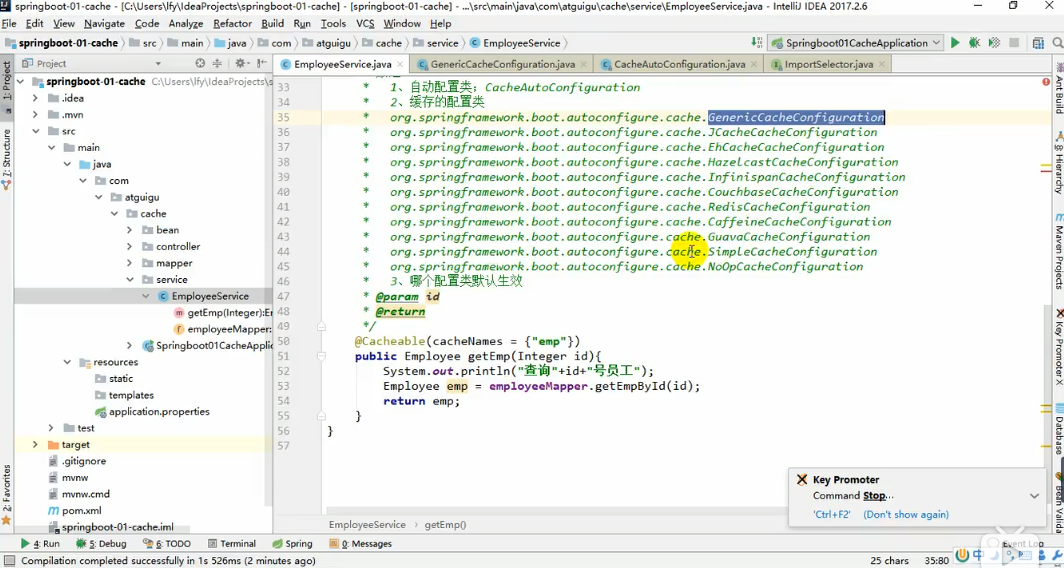 springboot-01-cache - [C:\Users\lfy\IdeaProjects\springboot-01-cache] - [springboot-01-cache] - ...\src\main\java\com\atguigu\cache\service\EmployeeService.java - IntelliJ IDEA 2017.2.6
File Edit View Navigate Code Analyze Refactor Build Run Tools VCS Window Help
springboot-01-cache src main java com atguigu cache service EmployeeService Springboot01CacheApplication
Project
EmployeeService.java GenericCacheConfiguration.java CacheAutoConfiguration.java ImportSelector.java
springboot-01-cache C:\Users\lfy\IdeaProjects
.idea
.mvn
src
main
java
com
atguigu
cache
bean
controller
mapper
service
EmployeeService
getEmp(Integer):E
employeeMapper:
Springboot01CacheApplic
resources
static
templates
application.properties
test
target
.gitignore
mvnw
mvnw.cmd
pom.xml
springboot-01-cache.iml
33 * 1、自动配置类；CacheAutoConfiguration
34 * 2、缓存的配置类
35 * org.springframework.boot.autoconfigure.cache.GenericCacheConfiguration
36 * org.springframework.boot.autoconfigure.cache.JCacheCacheConfiguration
37 * org.springframework.boot.autoconfigure.cache.EhCacheCacheConfiguration
38 * org.springframework.boot.autoconfigure.cache.HazelcastCacheConfiguration
39 * org.springframework.boot.autoconfigure.cache.InfinispanCacheConfiguration
40 * org.springframework.boot.autoconfigure.cache.CouchbaseCacheConfiguration
41 * org.springframework.boot.autoconfigure.cache.RedisCacheConfiguration
42 * org.springframework.boot.autoconfigure.cache.CaffeineCacheConfiguration
43 * org.springframework.boot.autoconfigure.cache.GuavaCacheConfiguration
44 * org.springframework.boot.autoconfigure.cache.SimpleCacheConfiguration
45 * org.springframework.boot.autoconfigure.cache.NoOpCacheConfiguration
46 * 3、哪个配置类默认生效
47 * @param id
48 * @return
49 */
50 @Cacheable(cacheNames = {"emp"})
51 public Employee getEmp(Integer id){
52 System.out.println("查询"+id+"号员工");
53 Employee emp = employeeMapper.getEmpById(id);
54 return emp;
55 }
56 }
57
EmployeeService getEmp()
Key Promoter
Command Stop...
'Ctrl+F2' (Don't show again)
1: Project
7: Structure
2: Favorites
Ant Build
Hierarchy
Maven Projects
Key Promoter X
Database
Bean Valida
4: Run 5: Debug 6: TODO Terminal Spring 0: Messages Event Log
Compilation completed successfully in 1s 526ms (2 minutes ago) 25 chars 35:80 中